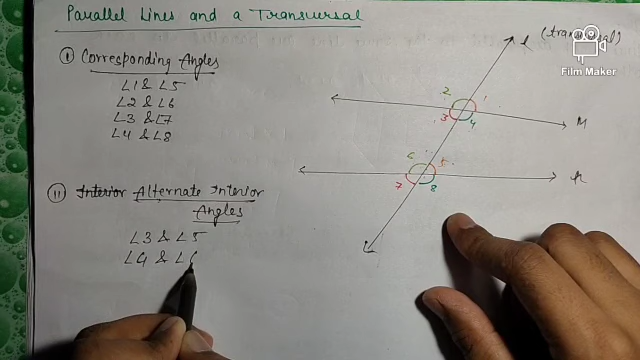 Parallel Lines and a Transversal
(I) Corresponding Angles
∠1 & ∠5
∠2 & ∠6
∠3 & ∠7
∠4 & ∠8
(II) Interior Alternate Interior
Angles
∠3 & ∠5
∠4 & ∠6
l (transversal)
Film Maker
2 1
3 4
M
6 5
7 8